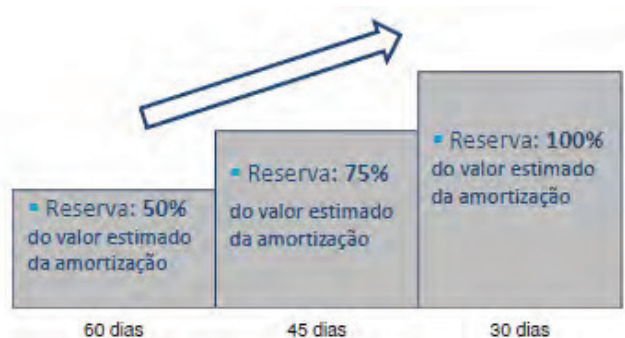 ▪ Reserva: 50%
do valor estimado
da amortização
▪ Reserva: 75%
do valor estimado
da amortização
▪ Reserva: 100%
do valor estimado
da amortização
60 dias
45 dias
30 dias